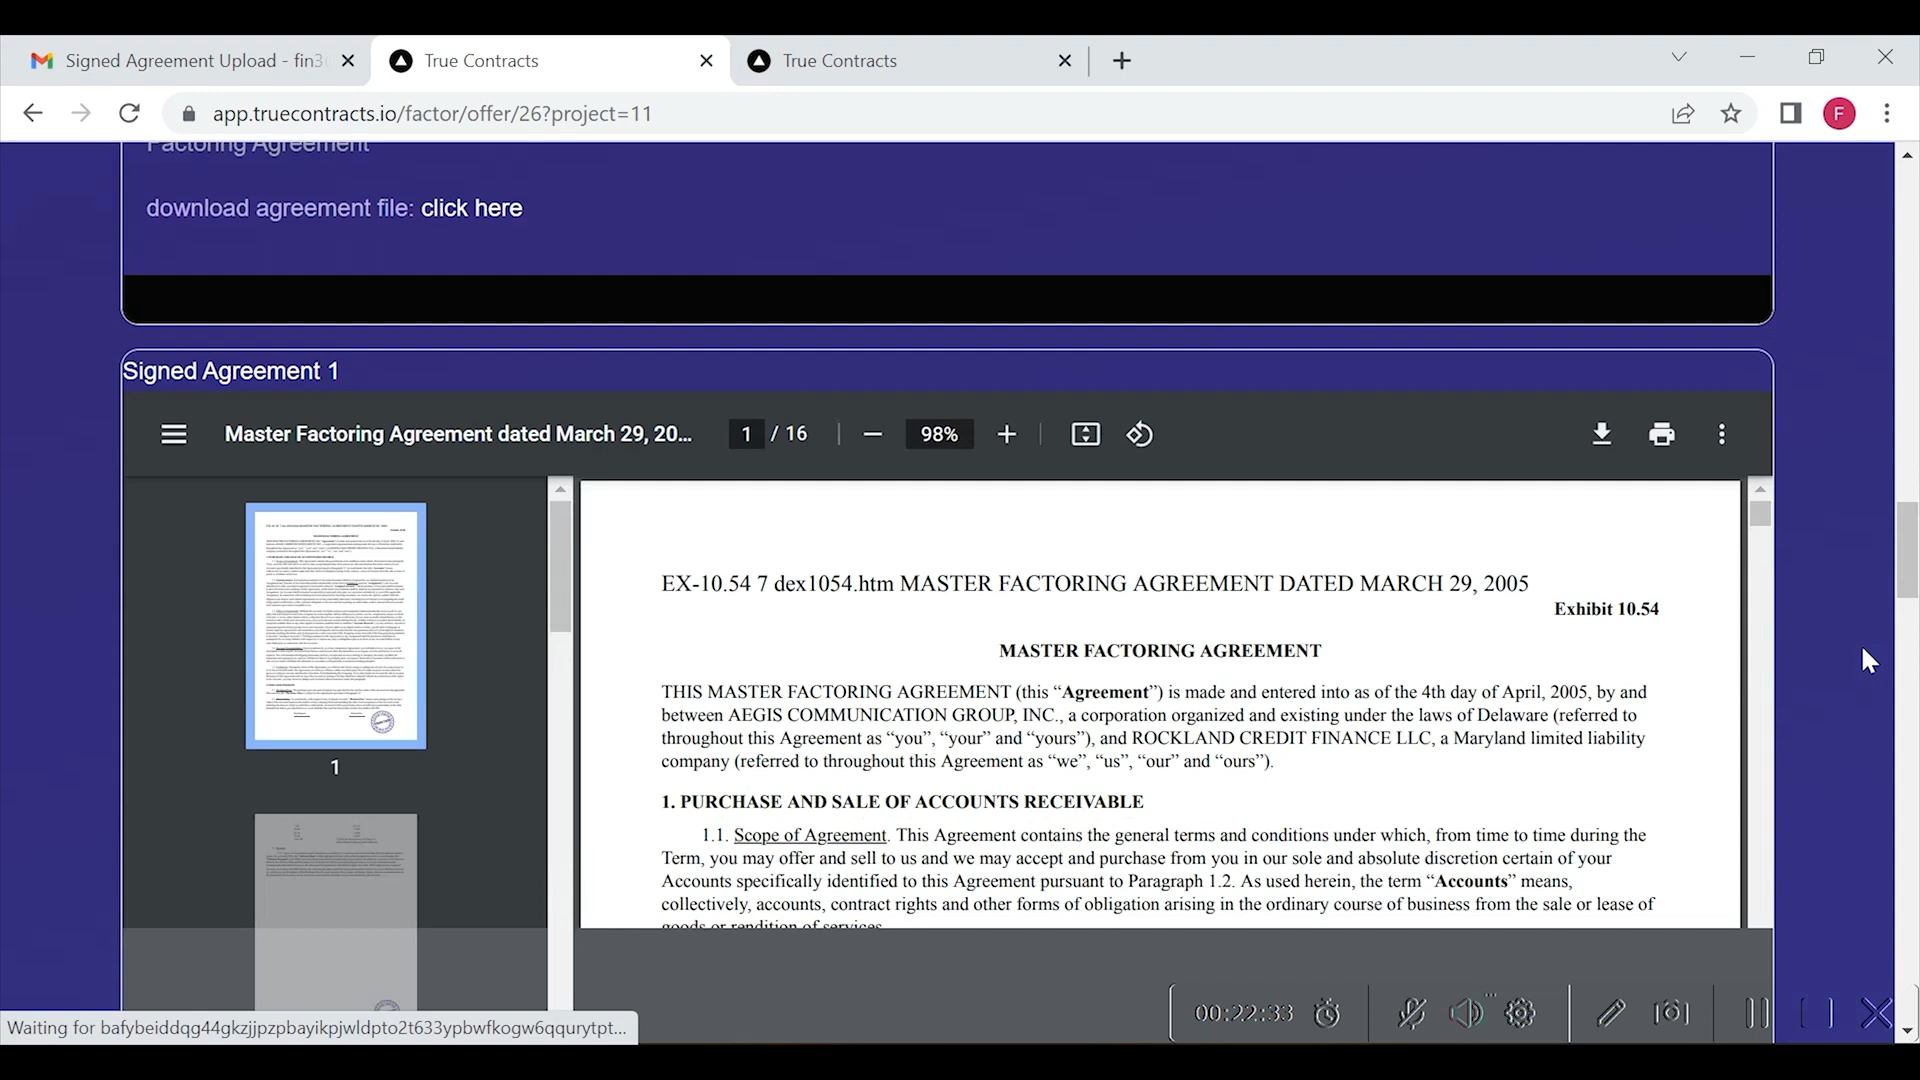 Signed Agreement Upload - fin3
True Contracts
True Contracts
app.truecontracts.io/factor/offer/26?project=11
F
Factoring Agreement
download agreement file: click here
Signed Agreement 1
Master Factoring Agreement dated March 29, 20...
1 / 16
98%
EX-10.54 7 dex1054.htm MASTER FACTORING AGREEMENT DATED MARCH 29, 2005
Exhibit 10.54
MASTER FACTORING AGREEMENT
THIS MASTER FACTORING AGREEMENT (this “Agreement”) is made and entered into as of the 4th day of April, 2005, by and
between AEGIS COMMUNICATION GROUP, INC., a corporation organized and existing under the laws of Delaware (referred to
throughout this Agreement as “you”, “your” and “yours”), and ROCKLAND CREDIT FINANCE LLC, a Maryland limited liability
company (referred to throughout this Agreement as “we”, “us”, “our” and “ours”).
1. PURCHASE AND SALE OF ACCOUNTS RECEIVABLE
1.1. Scope of Agreement. This Agreement contains the general terms and conditions under which, from time to time during the
Term, you may offer and sell to us and we may accept and purchase from you in our sole and absolute discretion certain of your
Accounts specifically identified to this Agreement pursuant to Paragraph 1.2. As used herein, the term “Accounts” means,
collectively, accounts, contract rights and other forms of obligation arising in the ordinary course of business from the sale or lease of
goods or rendition of services.
1
00:22:33
Waiting for bafybeiddqg44gkzjjpzpbayikpjwldpto2t633ypbwfkogw6qqurytpt...